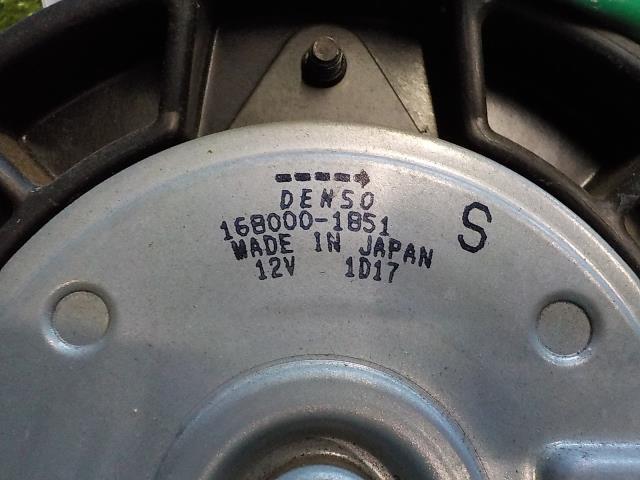 DENSO
168000-1851
S
MADE IN JAPAN
12V 1D17